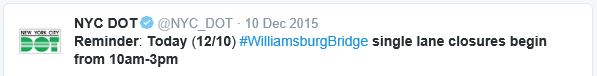 NYC DOT @NYC_DOT · 10 Dec 2015
NEW YORK CITY
DOT
Reminder: Today (12/10) #WilliamsburgBridge single lane closures begin
from 10am-3pm